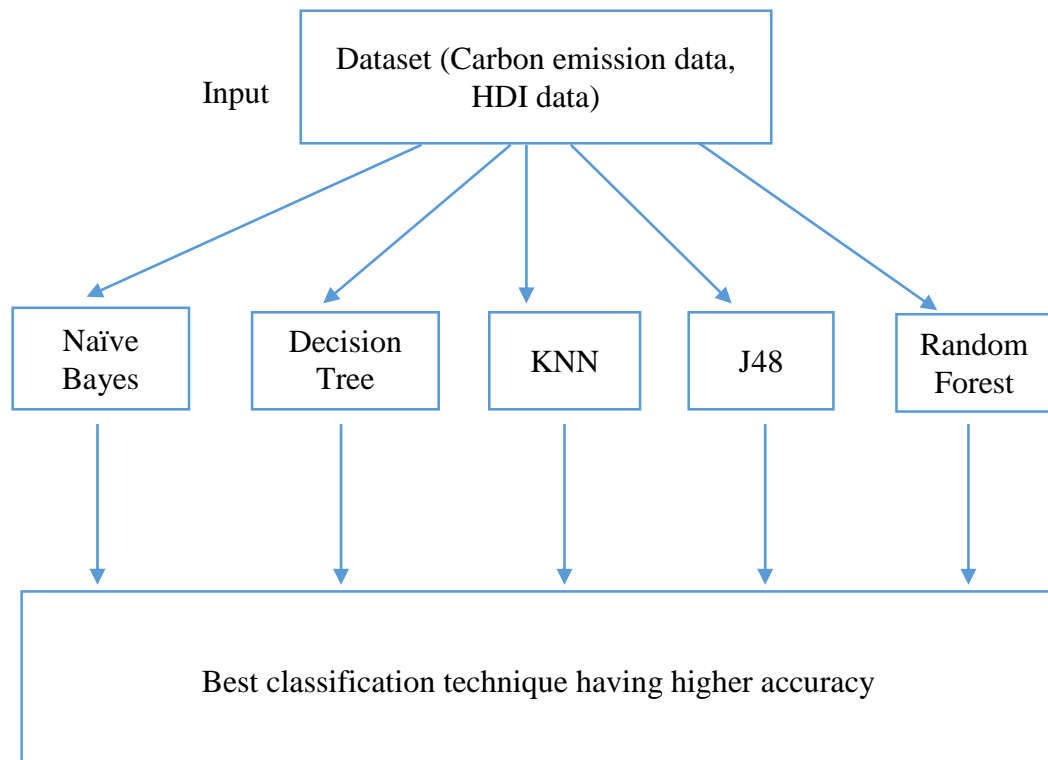 Dataset (Carbon emission data,
HDI data)
Input
Naïve
Bayes
Decision
Tree
KNN
J48
Random
Forest
Best classification technique having higher accuracy